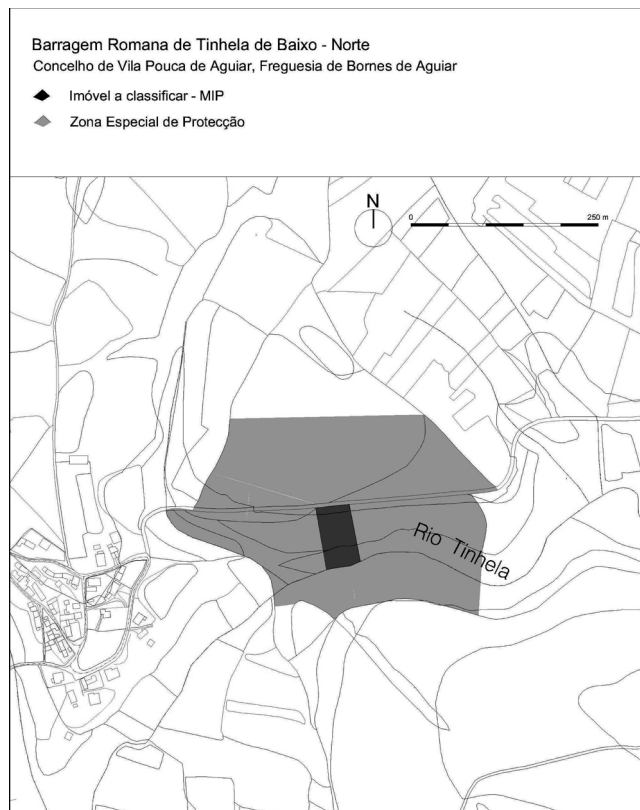 Barragem Romana de Tinhela de Baixo - Norte
Concelho de Vila Pouca de Aguiar, Freguesia de Bornes de Aguiar
Imóvel a classificar - MIP
Zona Especial de Protecção
N
0
250 m
Rio Tinhela